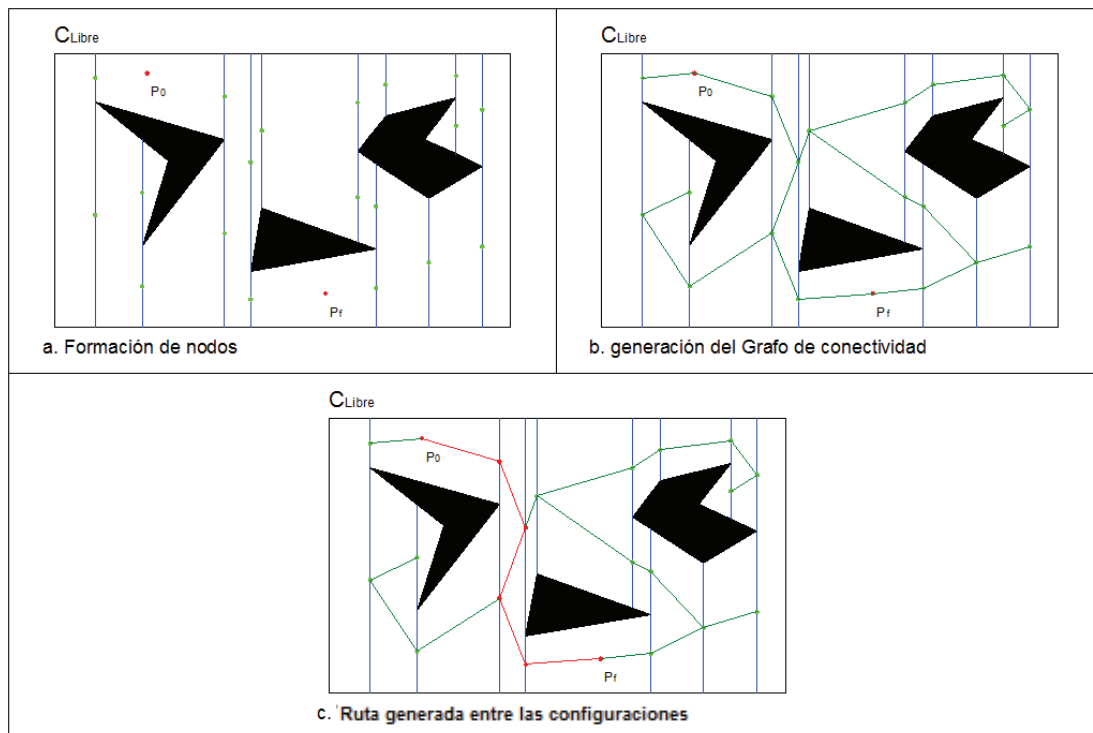 CLibre
P0
Pf
a. Formación de nodos
CLibre
P0
Pf
b. generación del Grafo de conectividad
CLibre
P0
Pf
c. 'Ruta generada entre las configuraciones